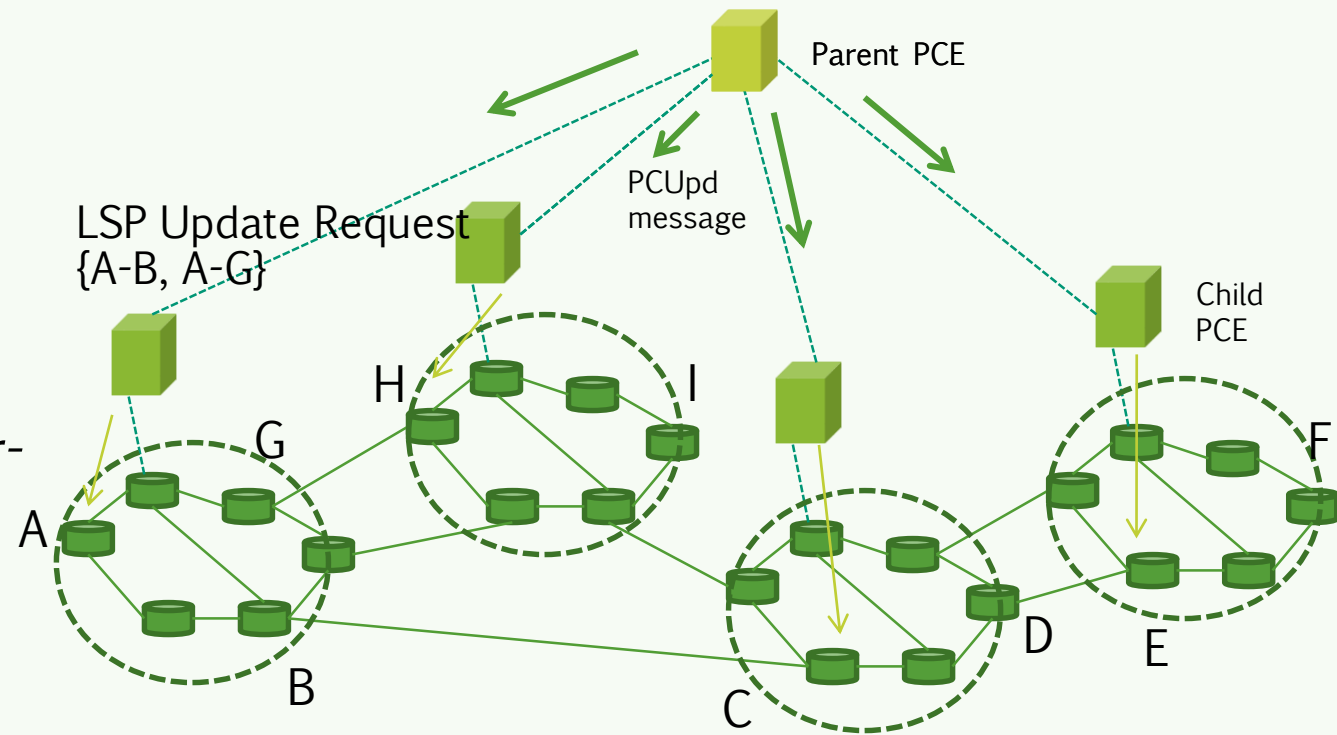 Parent PCE
PCUpd
message
LSP Update Request
{A-B, A-G}
Child
PCE
H
I
G
F
r-
A
D
E
B
C